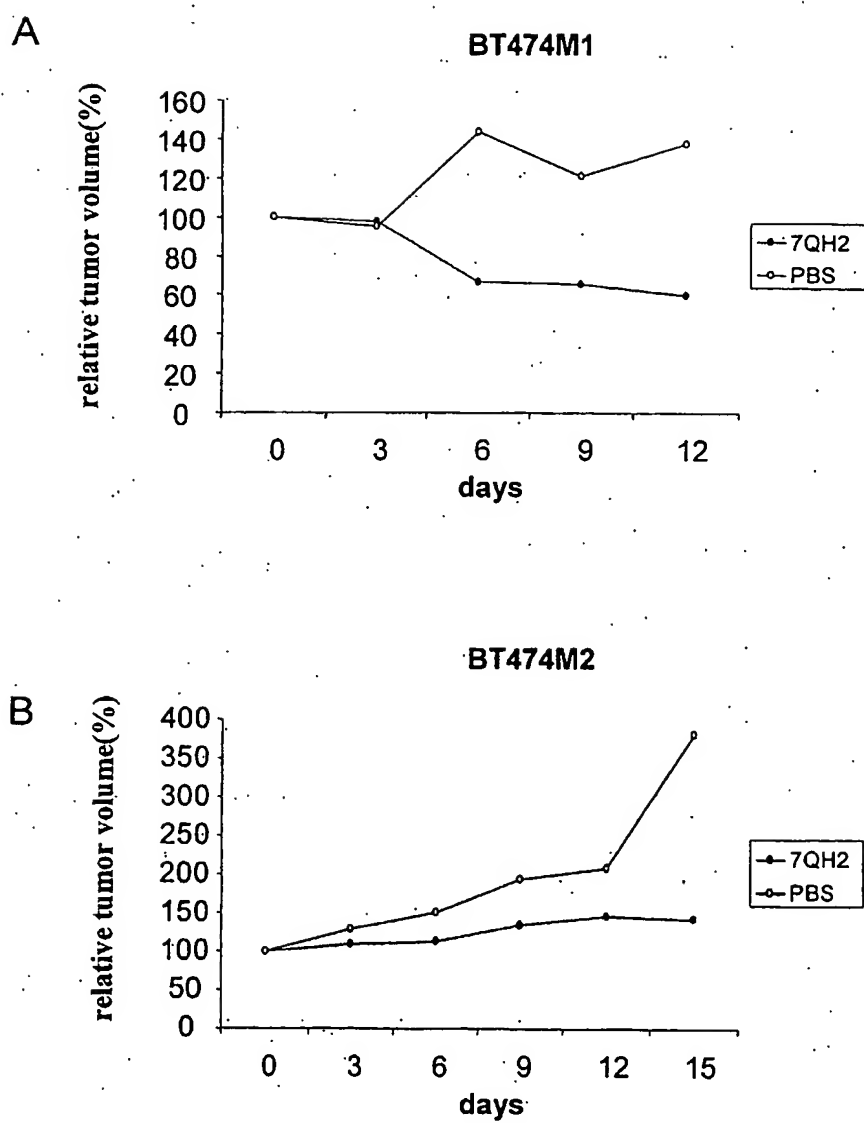 A
BT474M1
relative tumor volume(%)
160
140
120
100
80
60
40
20
0
0 3 6 9 12
days
7QH2
PBS
B
BT474M2
relative tumor volume(%)
400
350
300
250
200
150
100
50
0
0 3 6 9 12 15
days
7QH2
PBS